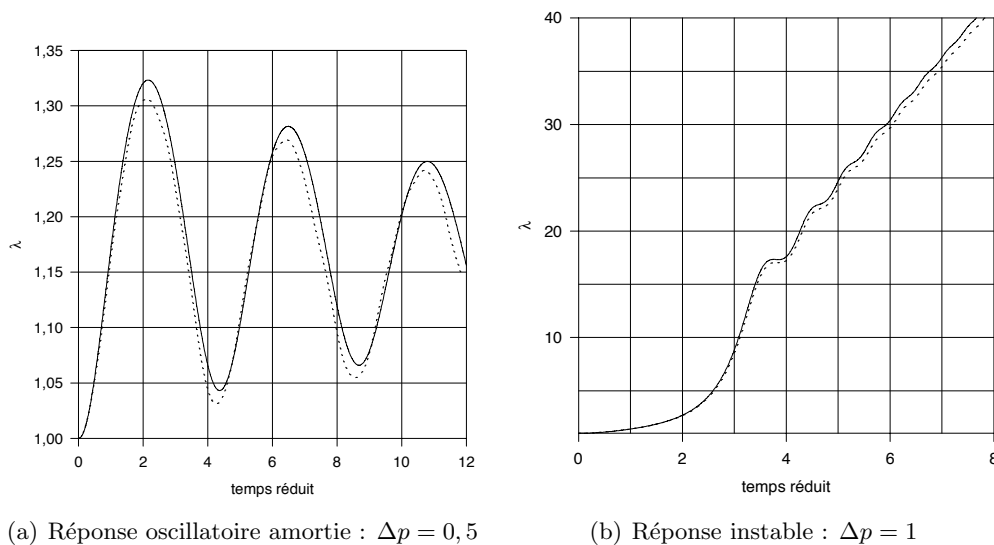 1,35
1,30
1,25
1,20
1,15
1,10
1,05
1,00
λ
0 2 4 6 8 10 12
temps réduit
(a) Réponse oscillatoire amortie : Δp = 0, 5
40
30
20
10
λ
0 2 4 6 8
temps réduit
(b) Réponse instable : Δp = 1